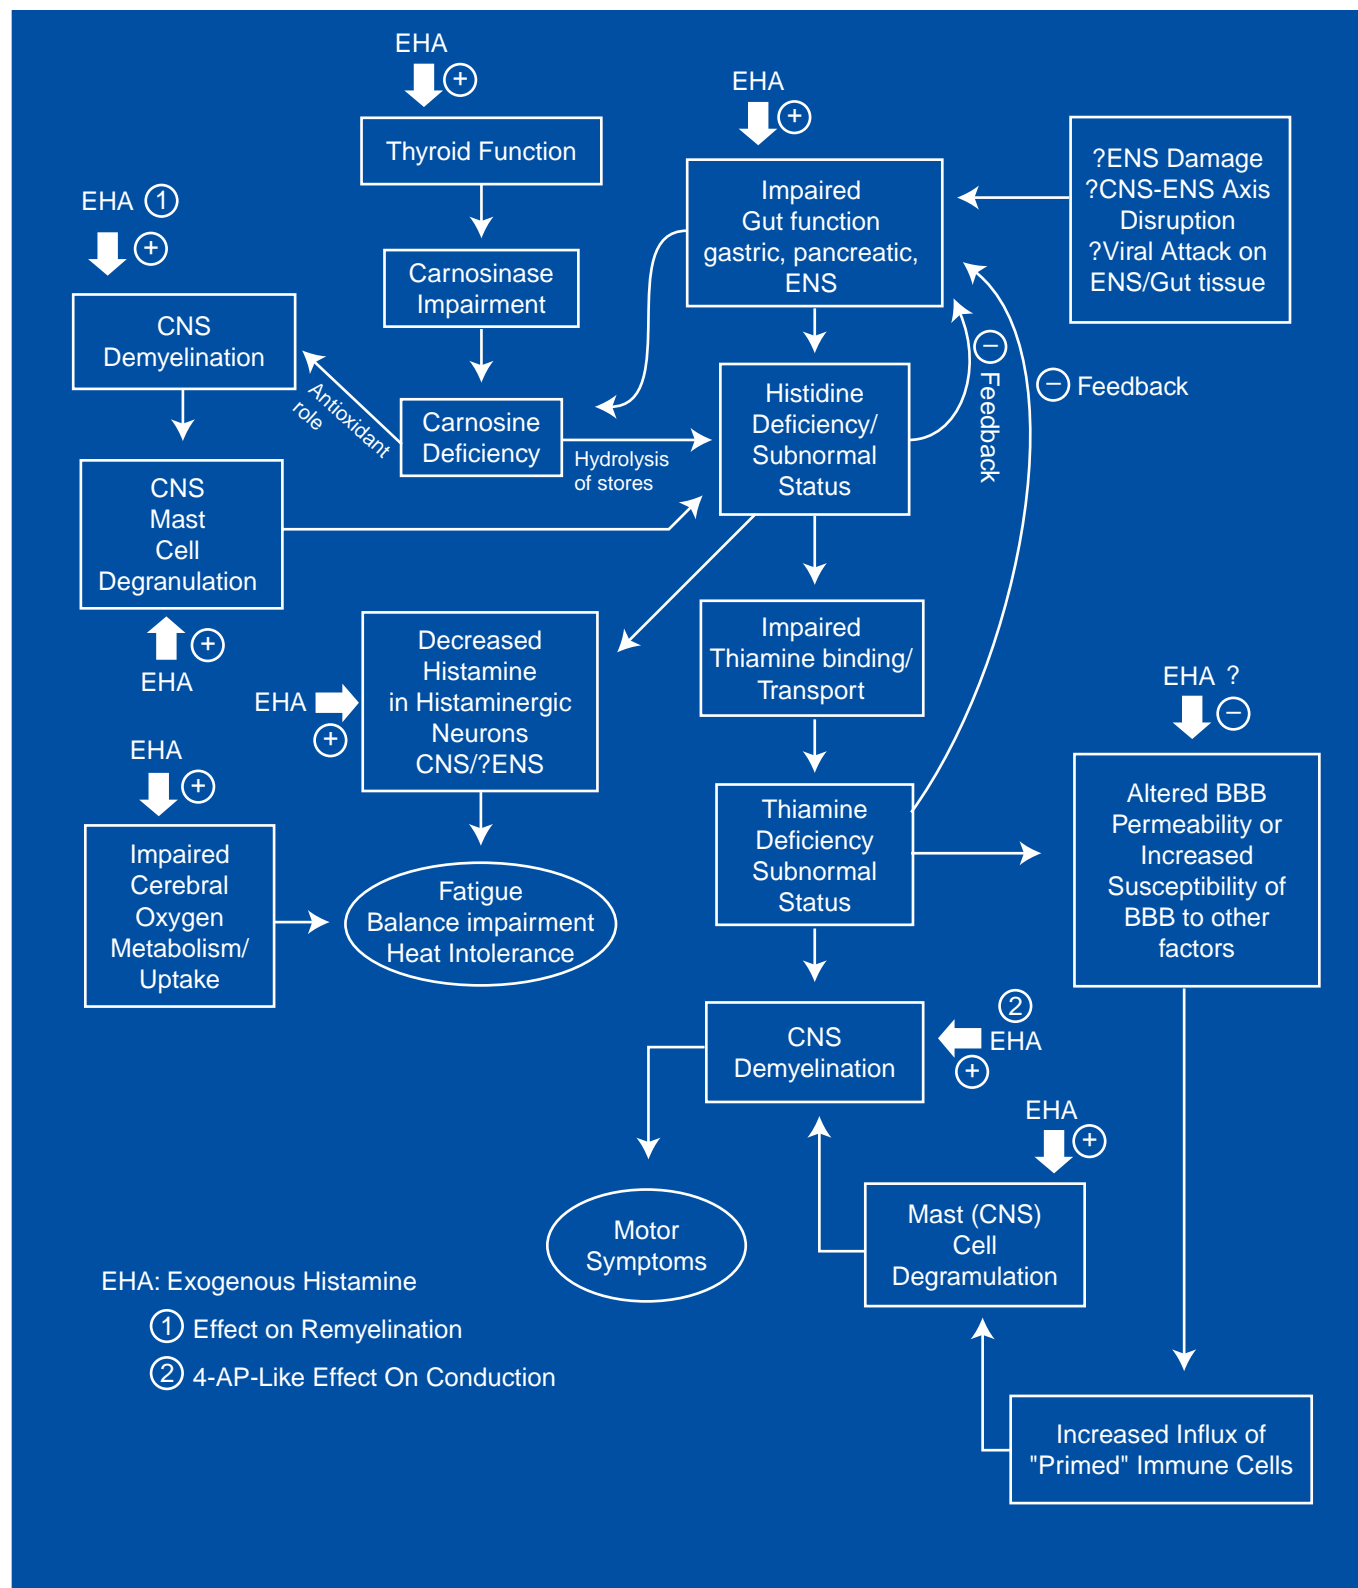 EHA
+
Thyroid Function
EHA
+
Impaired
Gut function
gastric, pancreatic,
ENS
?ENS Damage
?CNS-ENS Axis
Disruption
?Viral Attack on
ENS/Gut tissue
EHA 1
+
CNS
Demyelination
Carnosinase
Impairment
Antioxidant
role
Carnosine
Deficiency
Hydrolysis
of stores
Histidine
Deficiency/
Subnormal
Status
− Feedback
− Feedback
CNS
Mast
Cell
Degranulation
+
EHA
Decreased
Histamine
in Histaminergic
Neurons
CNS/?ENS
EHA
+
Impaired
Thiamine binding/
Transport
EHA ?
−
EHA
+
Impaired
Cerebral
Oxygen
Metabolism/
Uptake
Fatigue
Balance impairment
Heat Intolerance
Thiamine
Deficiency
Subnormal
Status
Altered BBB
Permeability or
Increased
Susceptibility of
BBB to other
factors
CNS
Demyelination
2
EHA
+
EHA
+
Mast (CNS)
Cell
Degramulation
Motor
Symptoms
EHA: Exogenous Histamine
1 Effect on Remyelination
2 4-AP-Like Effect On Conduction
Increased Influx of
"Primed" Immune Cells